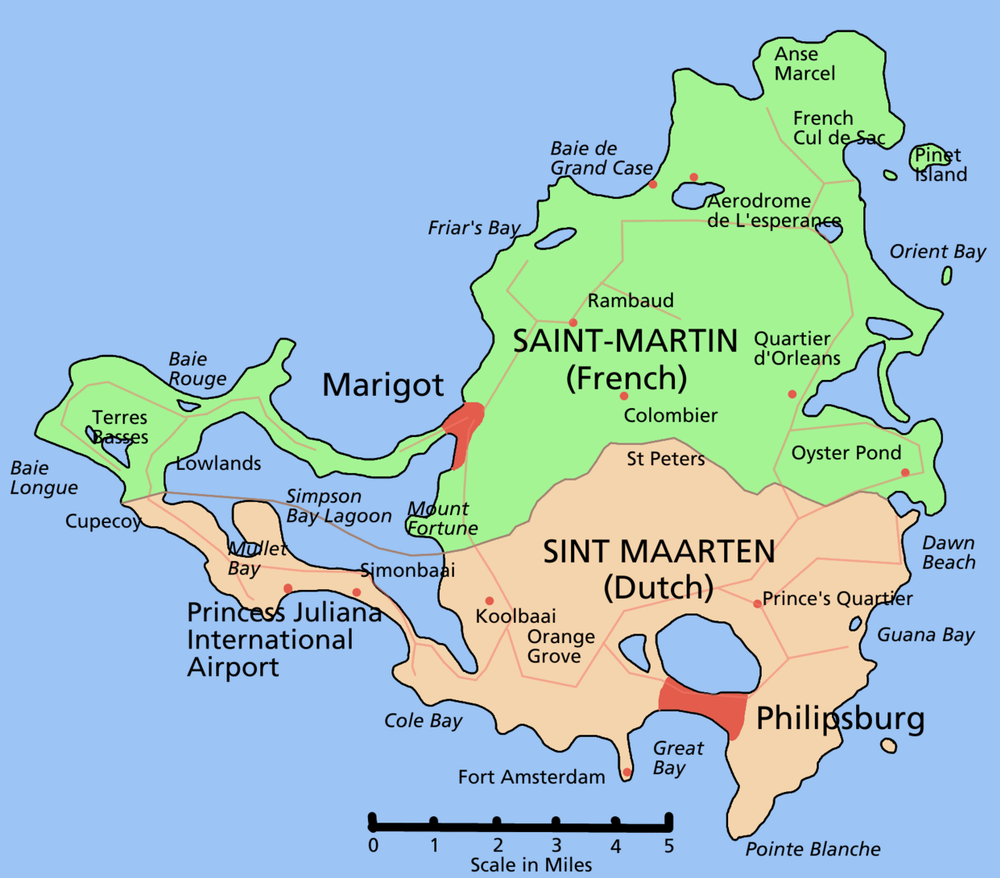 Anse
Marcel
French
Cul de Sac
Baie de
Grand Case
Pinet
Island
Aerodrome
de L'esperance
Friar's Bay
Orient Bay
Rambaud
SAINT-MARTIN
(French)
Quartier
d'Orleans
Baie
Rouge
Marigot
Colombier
Terres
Basses
Lowlands
St Peters
Oyster Pond
Baie
Longue
Simpson
Bay Lagoon
Mount
Fortune
Cupecoy
Mullet
Bay
SINT MAARTEN
(Dutch)
Dawn
Beach
Simonbaai
Princess Juliana
International
Airport
Koolbaai
Prince's Quartier
Orange
Grove
Guana Bay
Cole Bay
Philipsburg
Great
Bay
Fort Amsterdam
0 1 2 3 4 5
Scale in Miles
Pointe Blanche